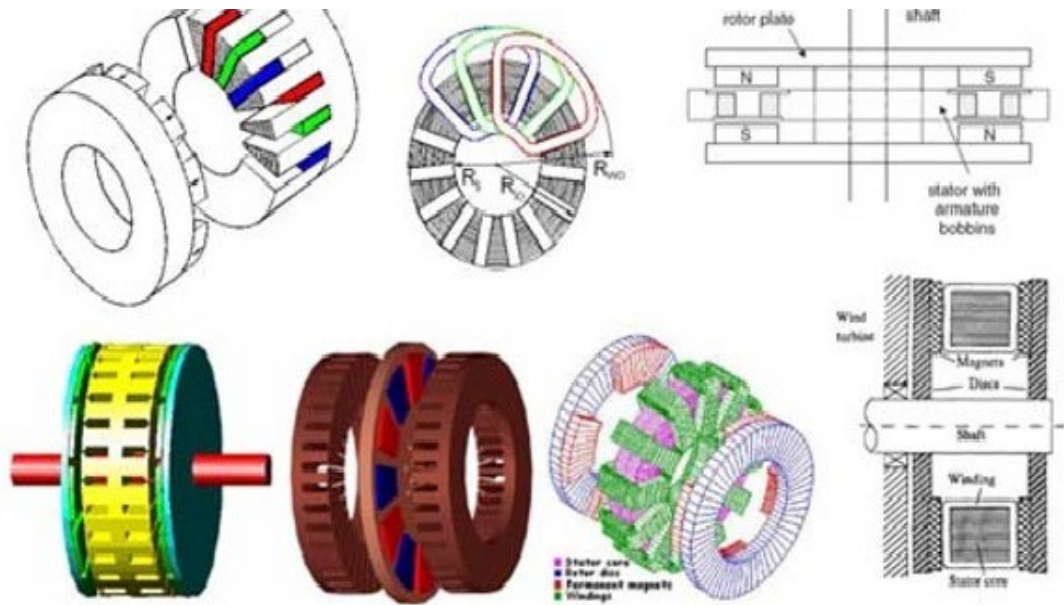 rotor plate
shaft
N
S
S
N
stator with
armature
bobbins
Wind
turbine
Magnets
Discs
Shaft
Winding
Stator core
Stator core
Rotor disc
Permanent magnets
Windings